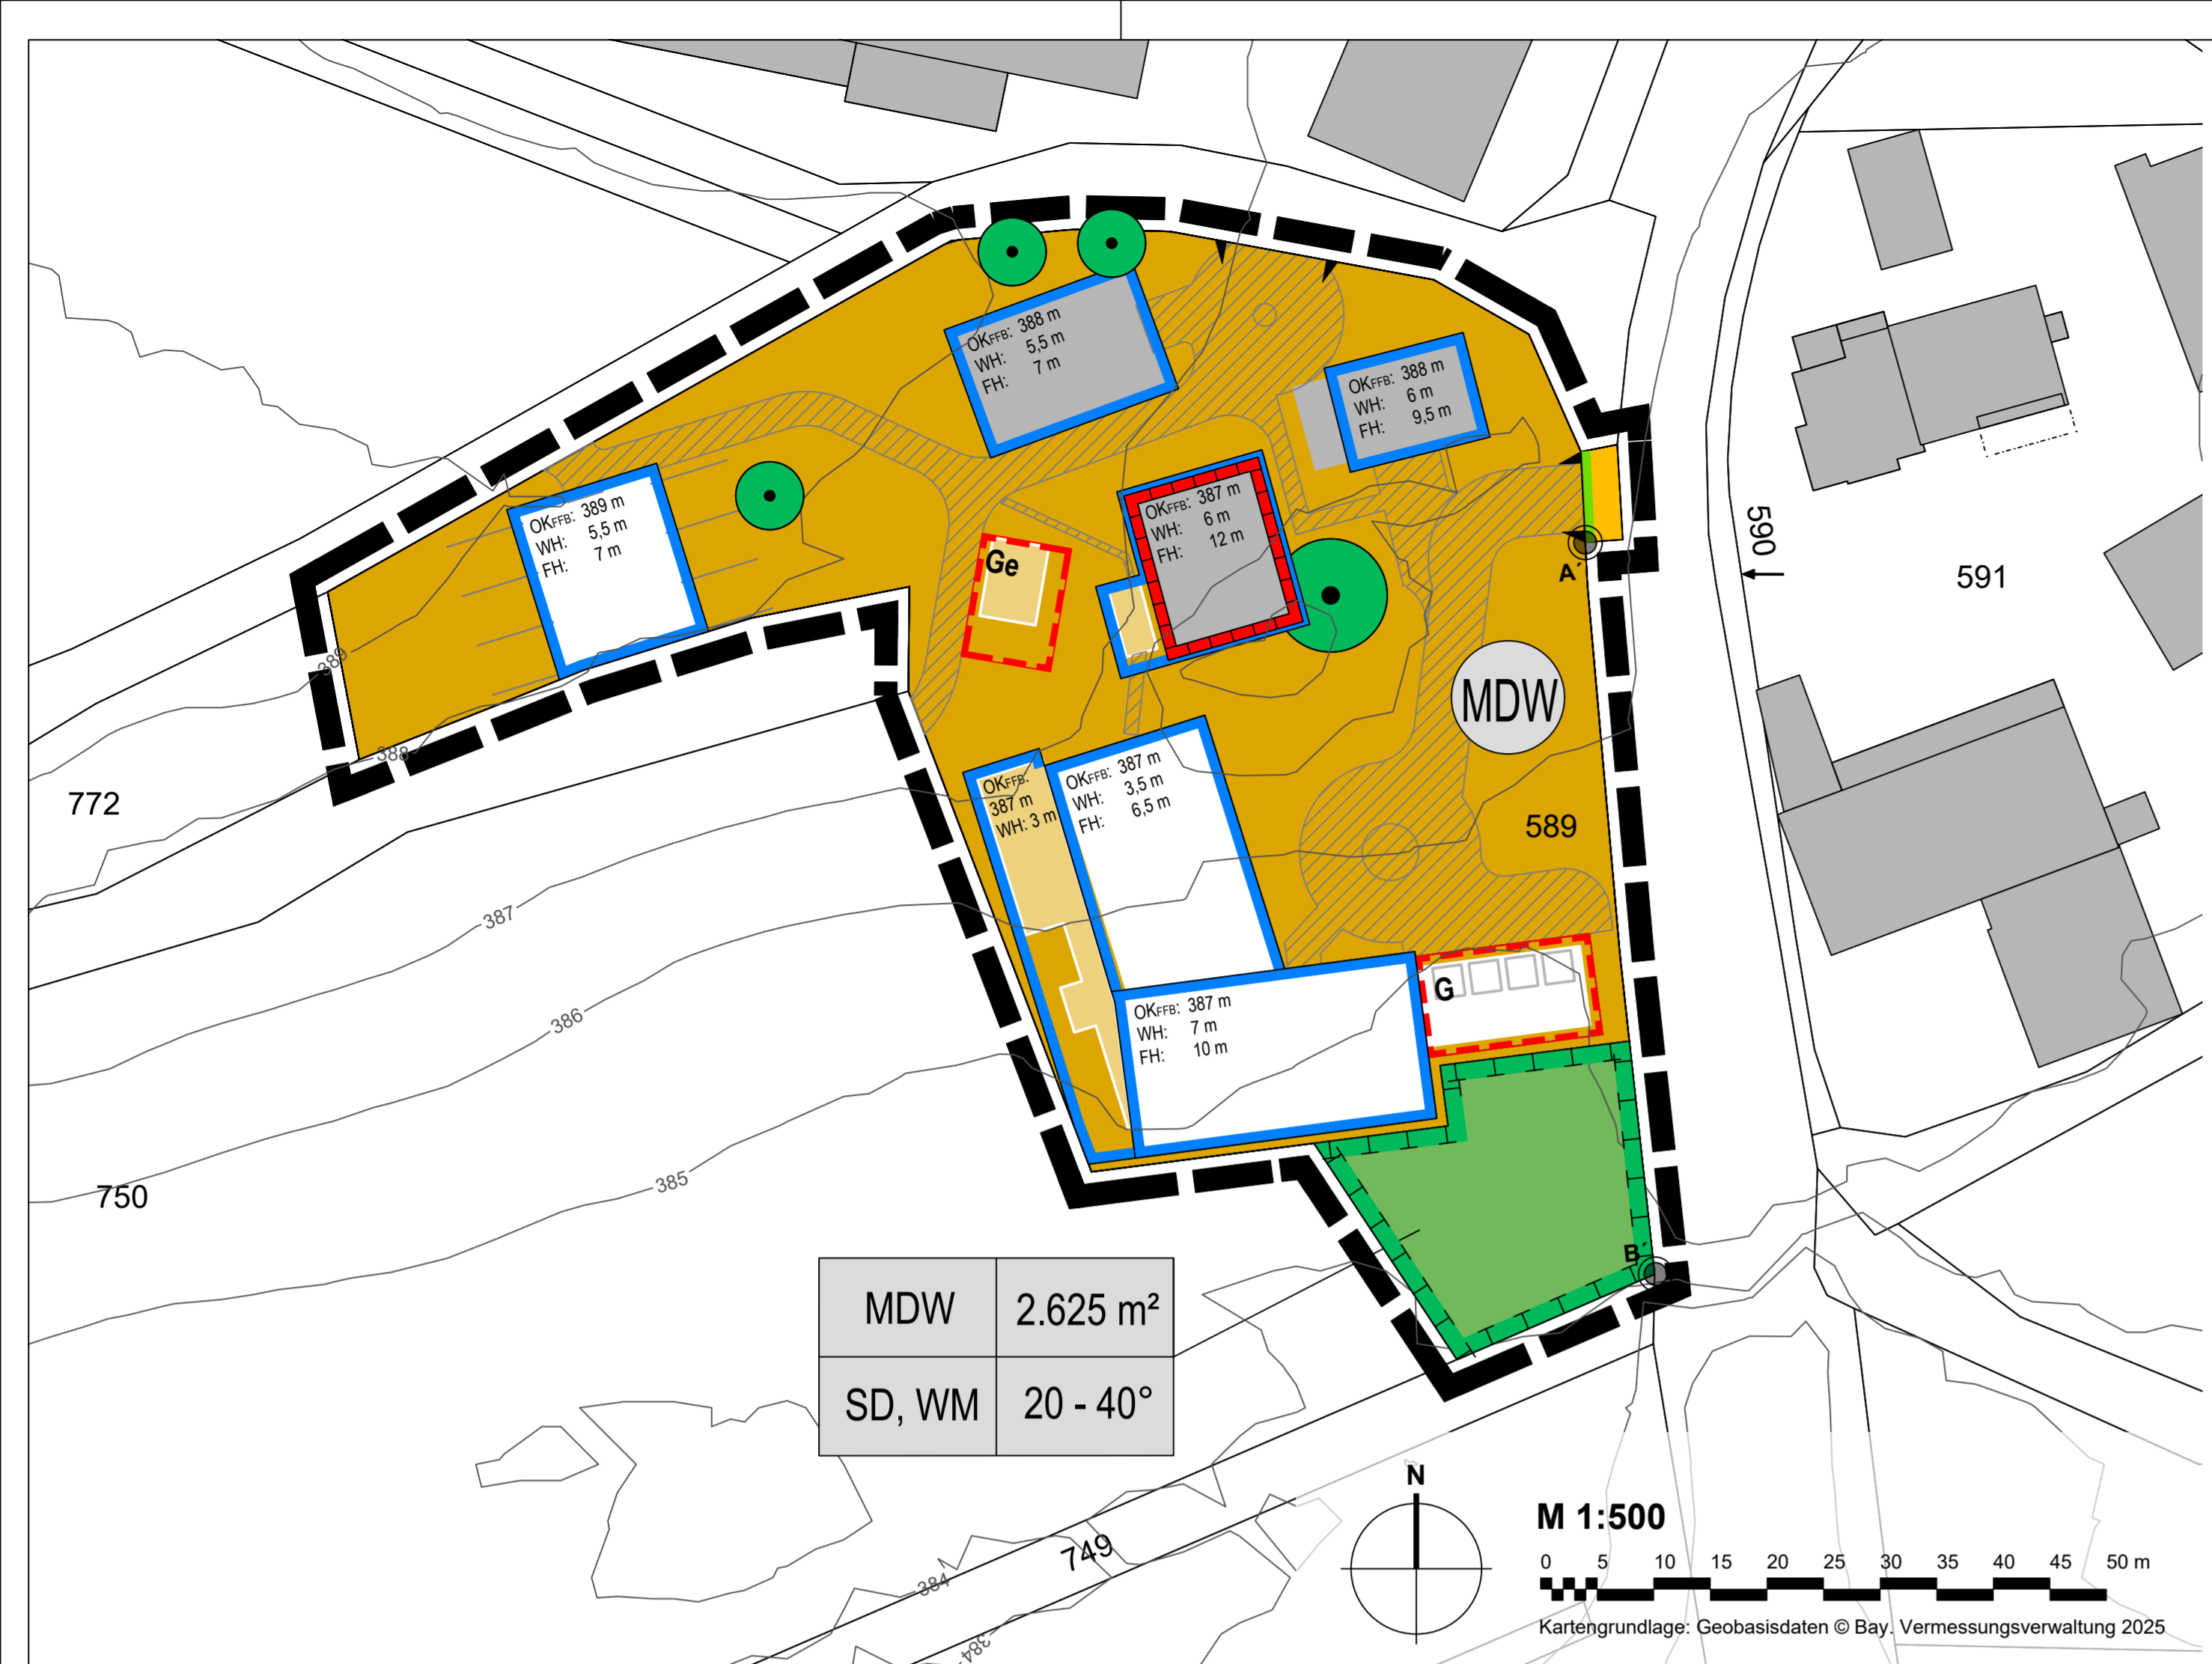 OKFFB: 388 m
WH: 5,5 m
FH: 7 m
OKFFB: 388 m
WH: 6 m
FH: 9,5 m
OKFFB: 389 m
WH: 5,5 m
FH: 7 m
OKFFB: 387 m
WH: 6 m
FH: 12 m
Ge
A´
590
591
MDW
389
388
772
OKFFB:
387 m
WH: 3 m
OKFFB: 387 m
WH: 3,5 m
FH: 6,5 m
589
387
386
G
OKFFB: 387 m
WH: 7 m
FH: 10 m
385
750
B´
MDW 2.625 m²
SD, WM 20 - 40°
N
M 1:500
0 5 10 15 20 25 30 35 40 45 50 m
Kartengrundlage: Geobasisdaten © Bay. Vermessungsverwaltung 2025
749
384
384